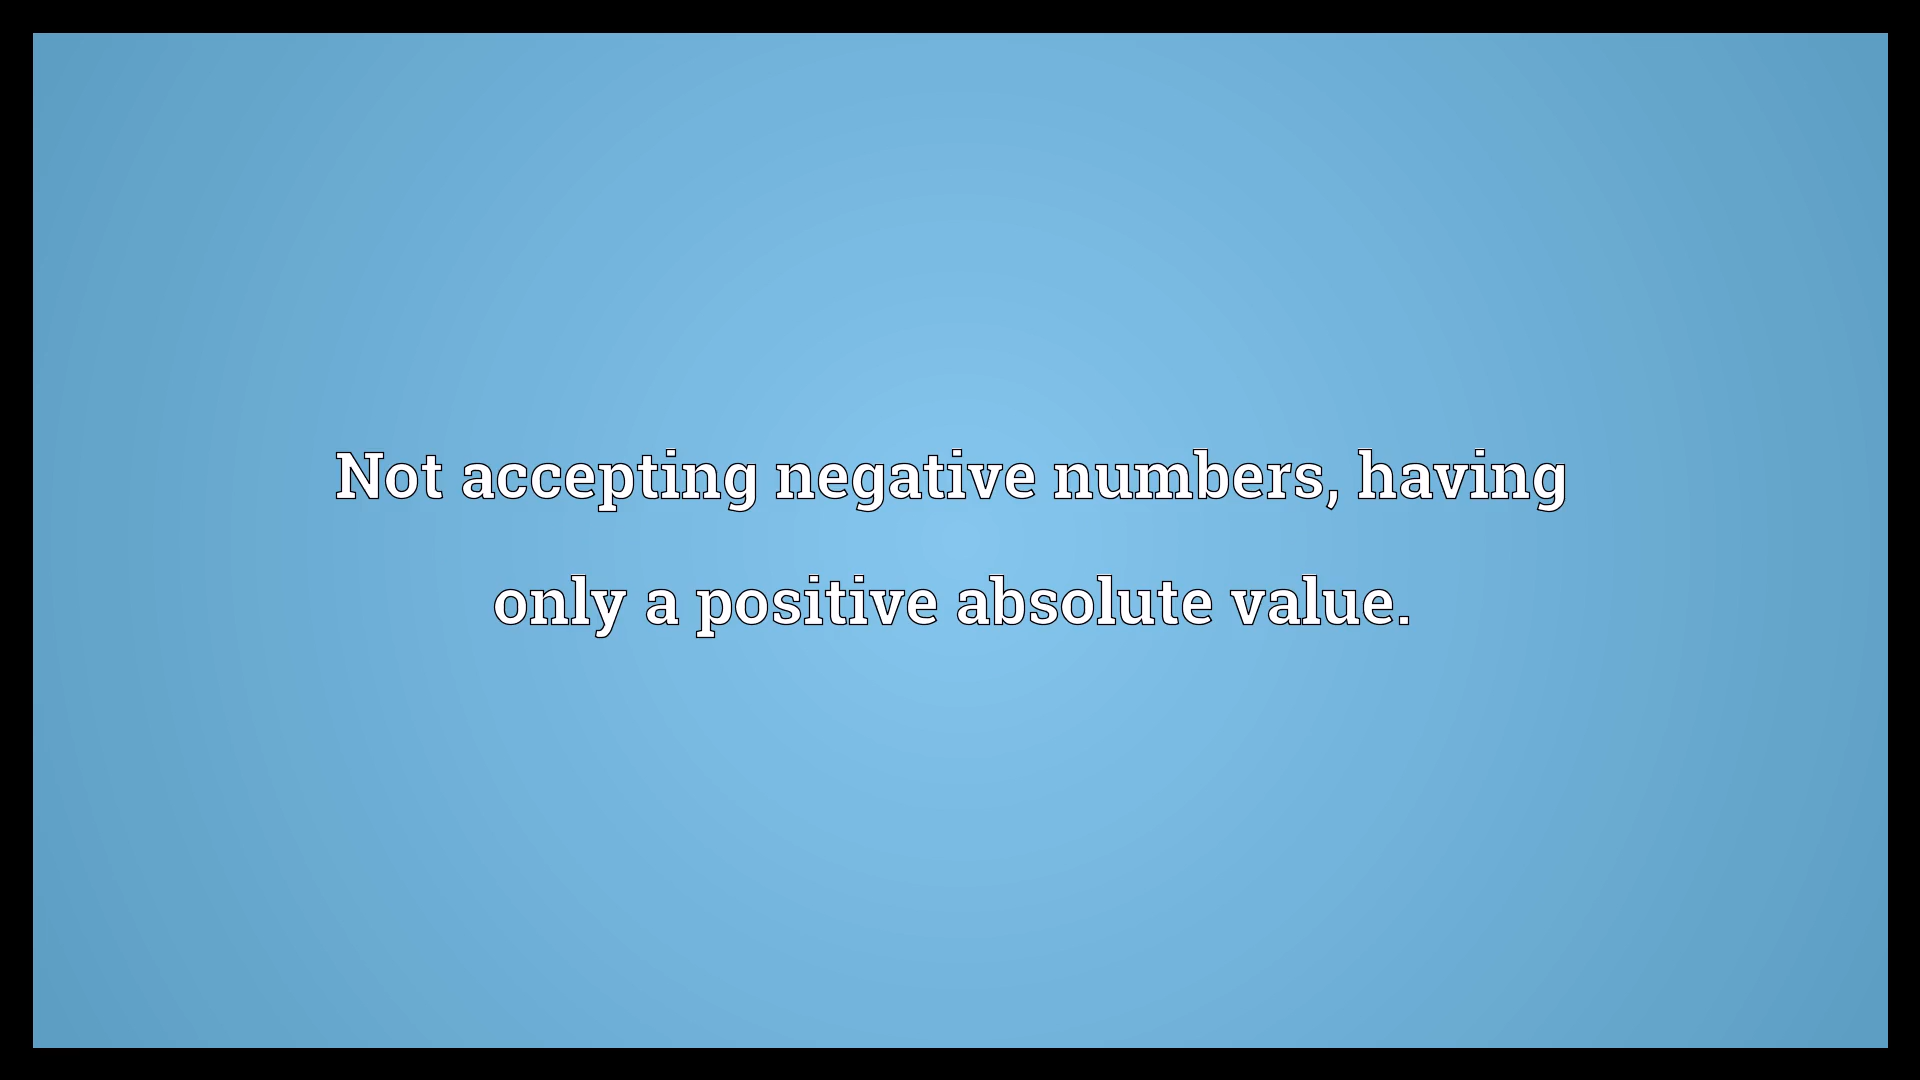 Not accepting negative numbers, having
only a positive absolute value.